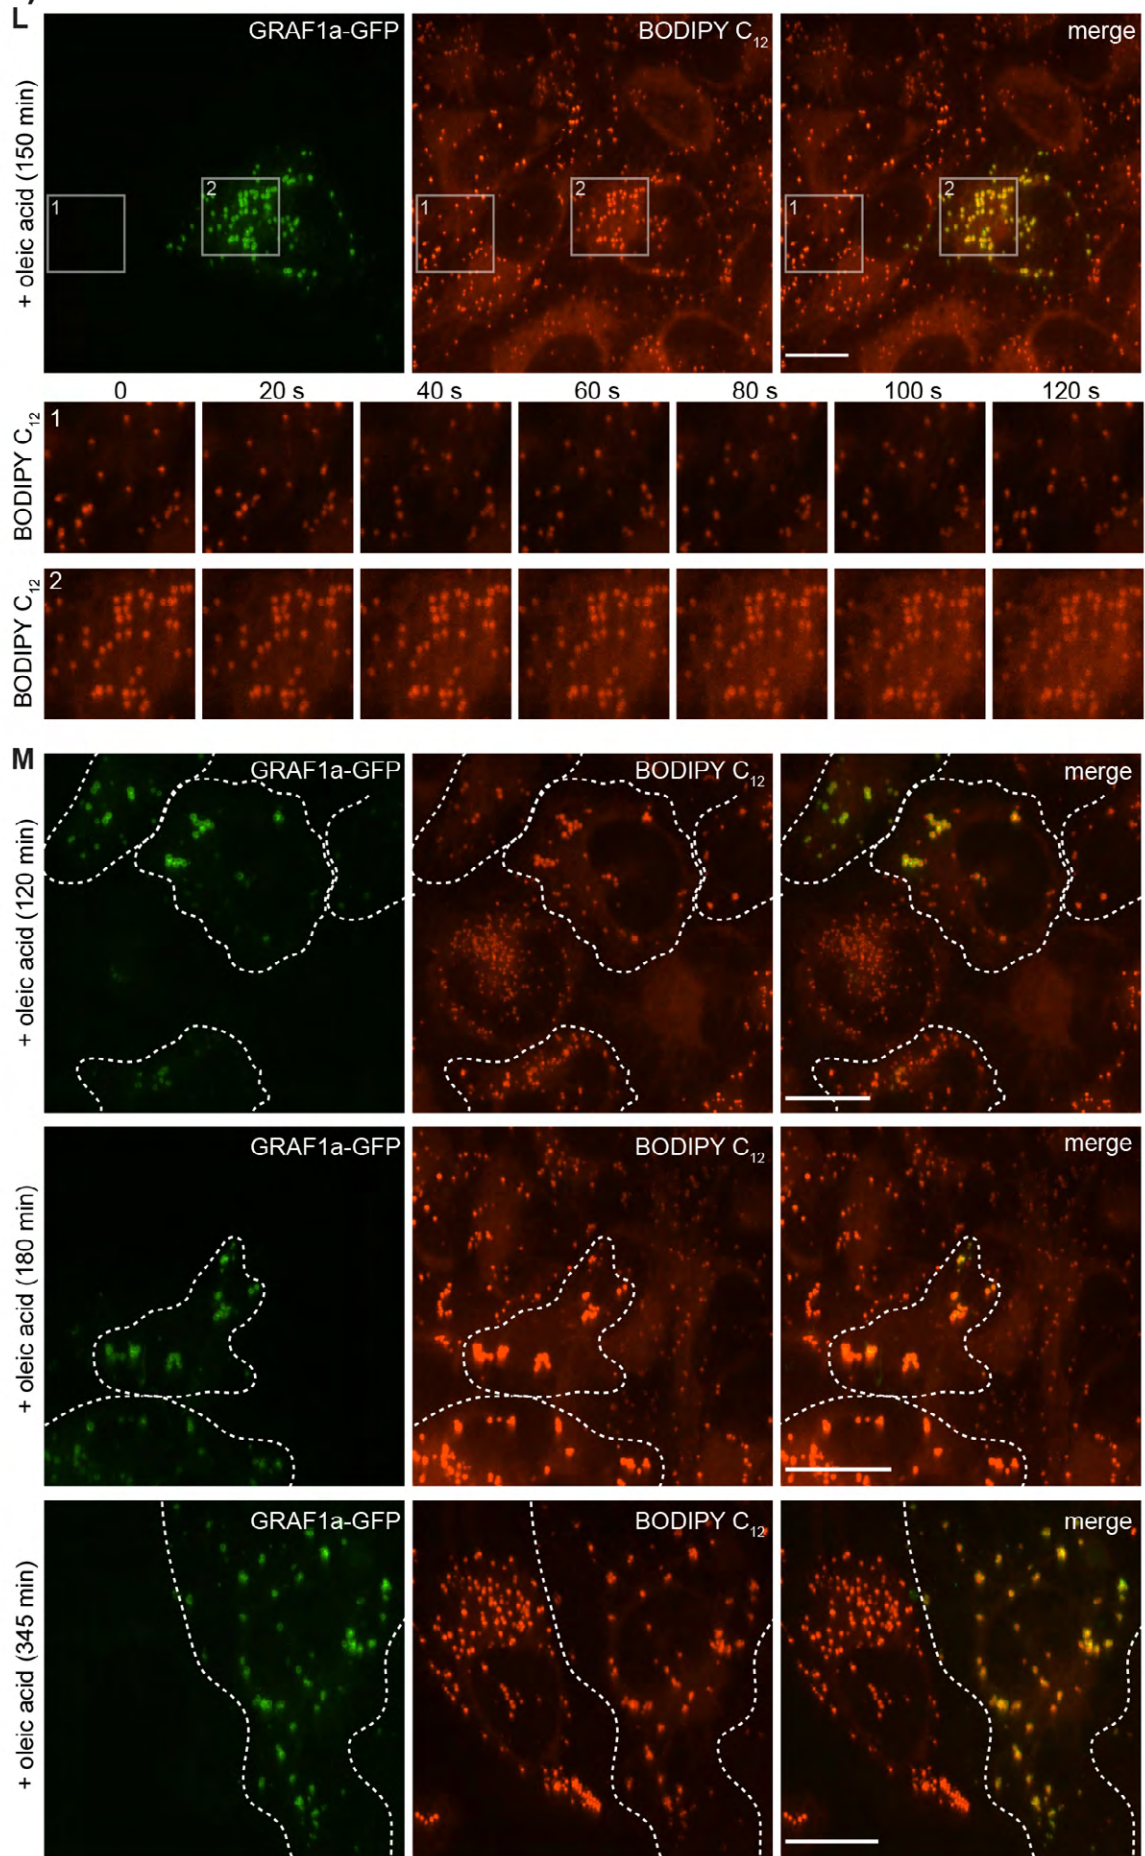 L
GRAF1a-GFP
BODIPY C12
merge
+ oleic acid (150 min)
1
2
1
2
1
2
0
20 s
40 s
60 s
80 s
100 s
120 s
BODIPY C12
1
BODIPY C12
2
M
GRAF1a-GFP
BODIPY C12
merge
+ oleic acid (120 min)
GRAF1a-GFP
BODIPY C12
merge
+ oleic acid (180 min)
GRAF1a-GFP
BODIPY C12
merge
+ oleic acid (345 min)